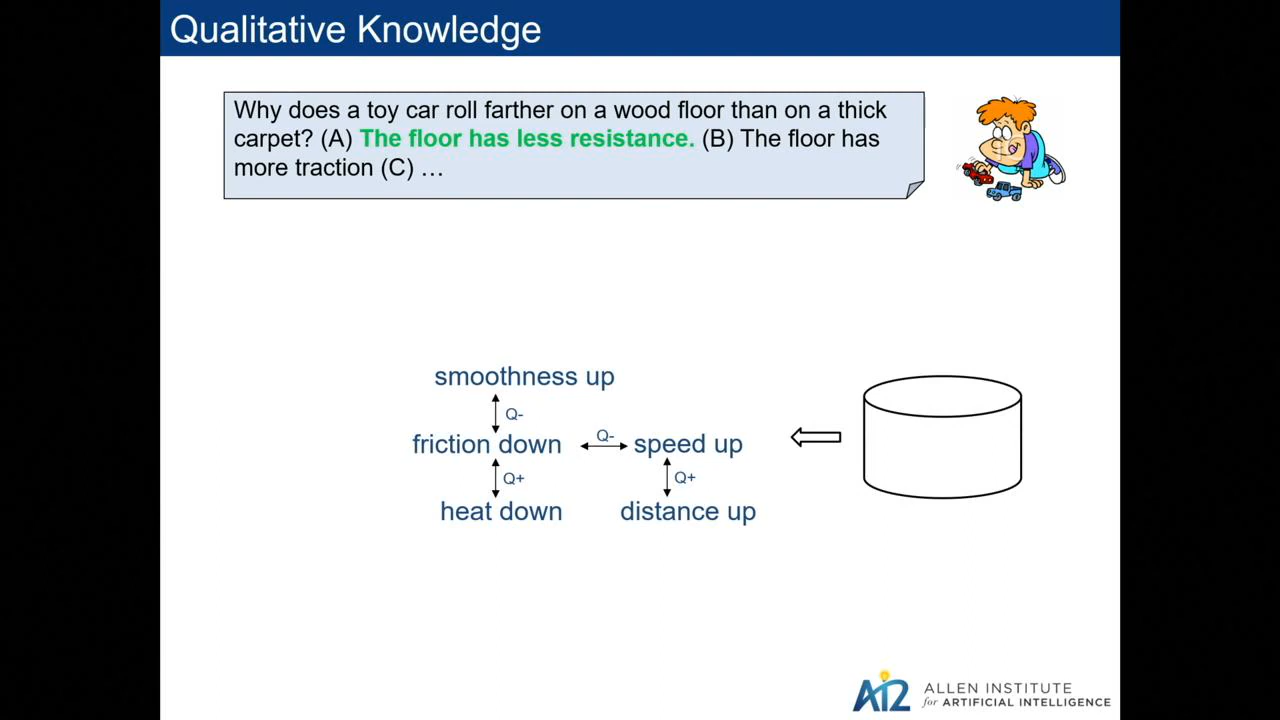 Qualitative Knowledge
Why does a toy car roll farther on a wood floor than on a thick
carpet? (A) The floor has less resistance. (B) The floor has
more traction (C) …
smoothness up
Q-
friction down
Q-
speed up
Q+
Q+
heat down
distance up
Ai2
ALLEN INSTITUTE
for ARTIFICIAL INTELLIGENCE